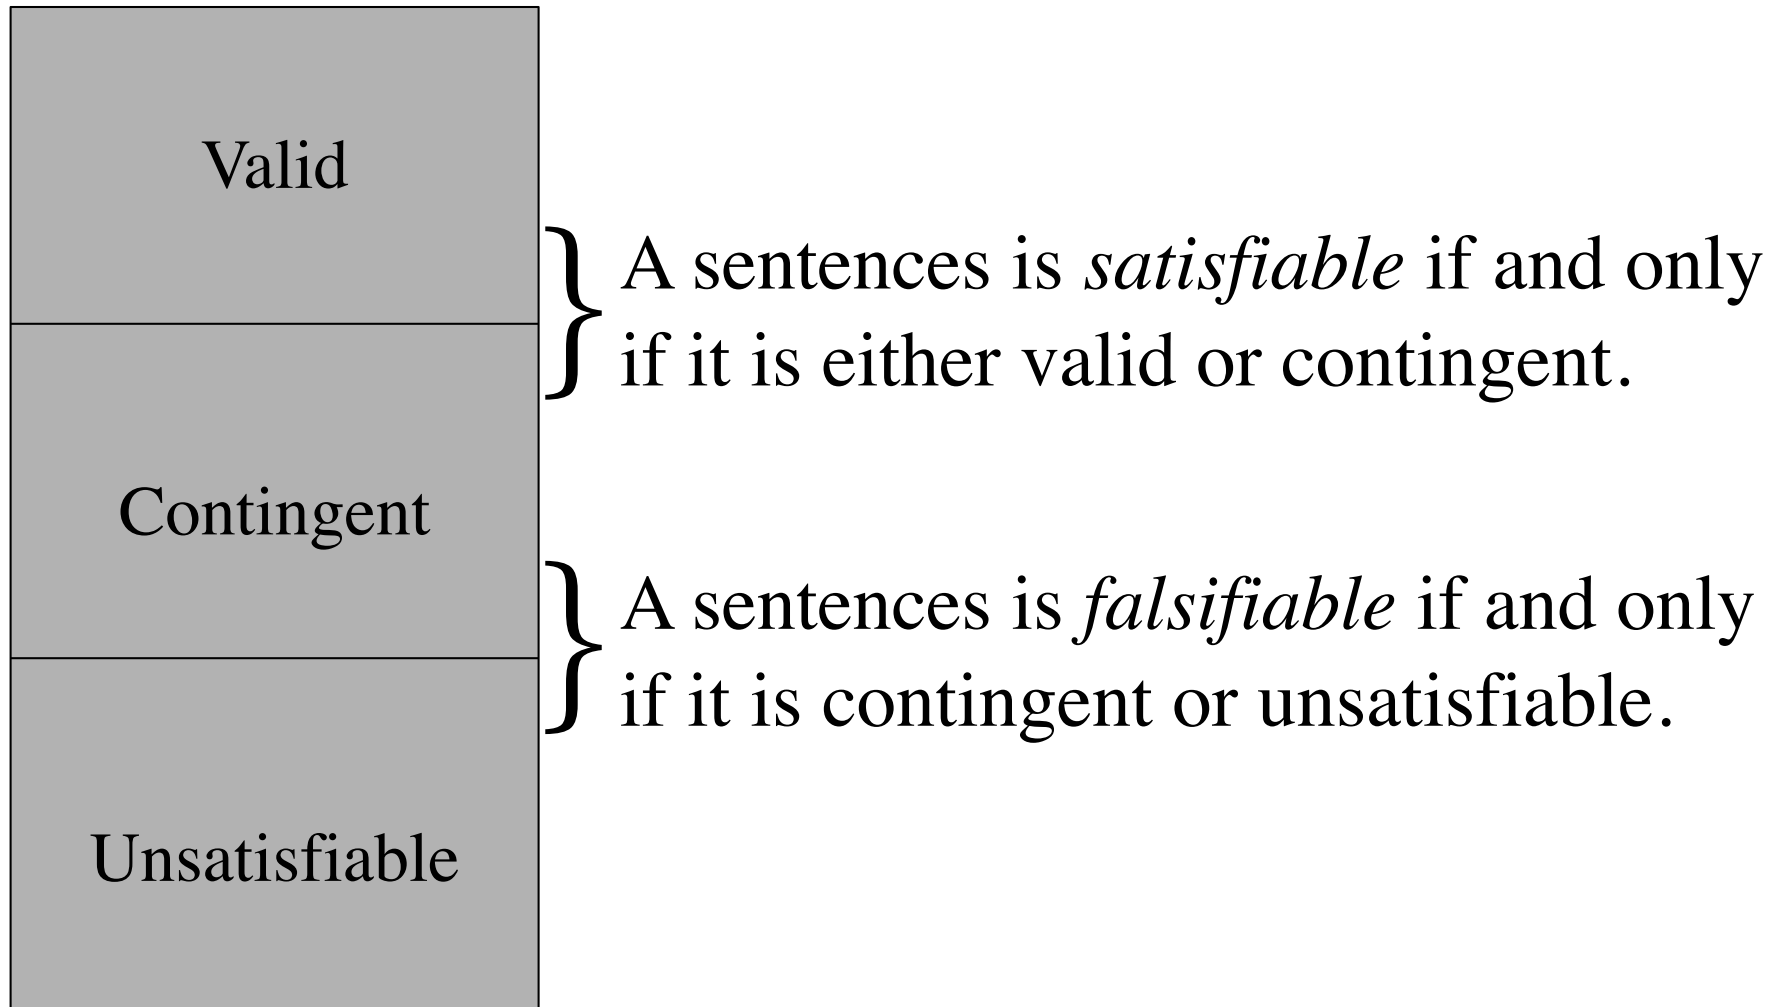 Valid
A sentences is satisfiable if and only
if it is either valid or contingent.
Contingent
A sentences is falsifiable if and only
if it is contingent or unsatisfiable.
Unsatisfiable